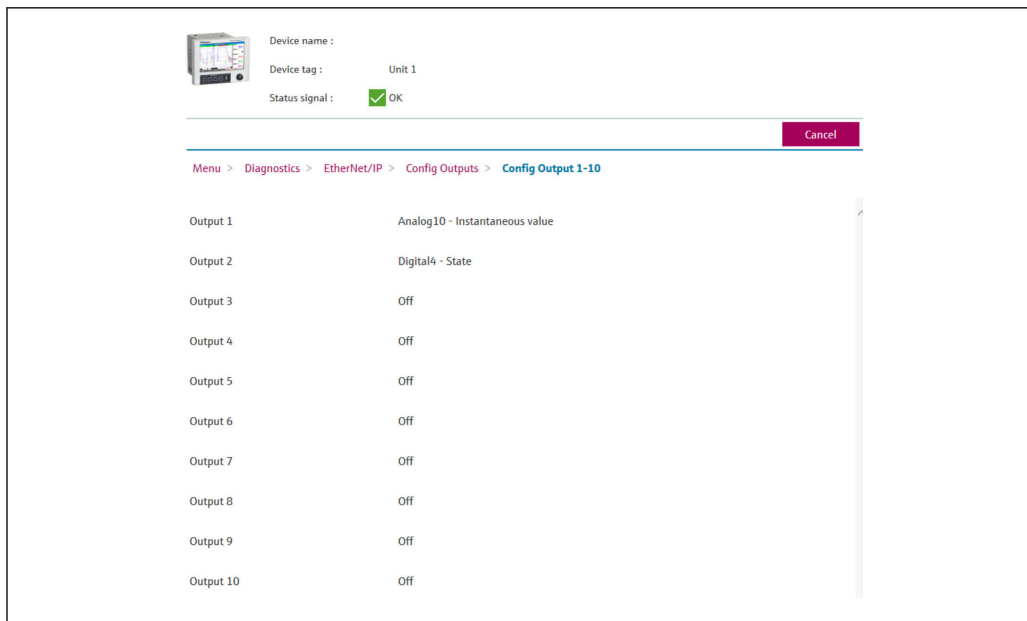 Device name :
Device tag : Unit 1
Status signal : OK
Cancel
Menu > Diagnostics > EtherNet/IP > Config Outputs > Config Output 1-10
Output 1 Analog10 - Instantaneous value
Output 2 Digital4 - State
Output 3 Off
Output 4 Off
Output 5 Off
Output 6 Off
Output 7 Off
Output 8 Off
Output 9 Off
Output 10 Off